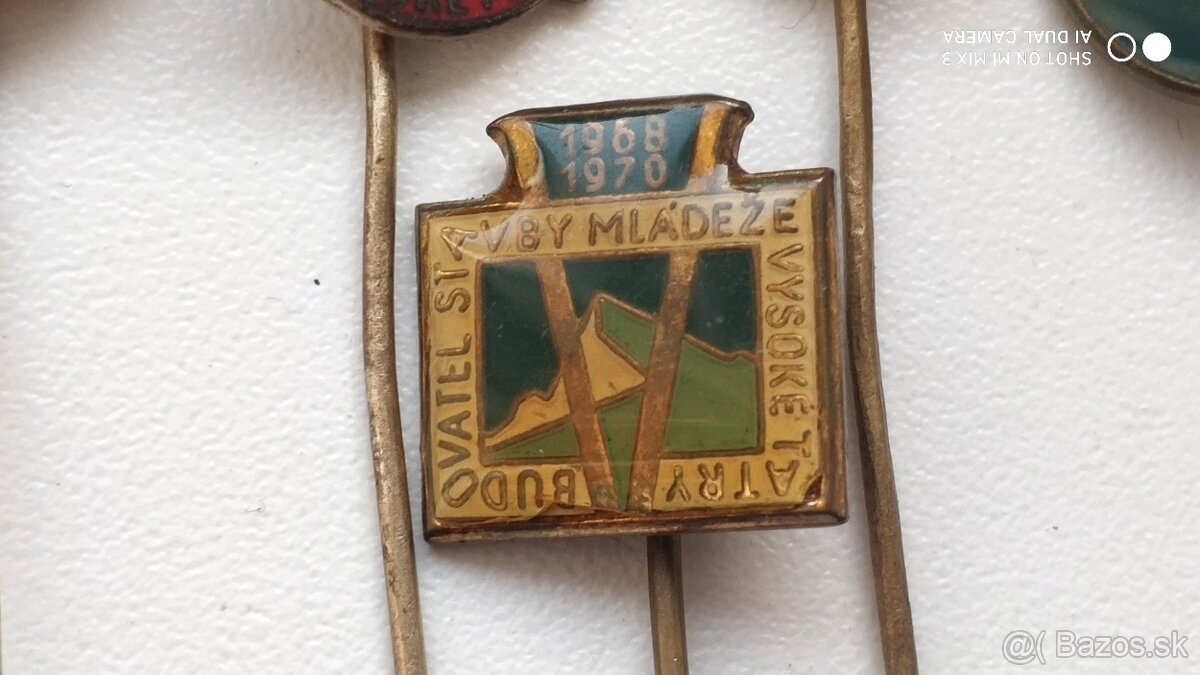 1968
1970
BUDOVATEL STAVBY MLÁDEŽE VYSOKÉ TATRY
SHOT ON MI MIX 3
AI DUAL CAMERA
@( Bazos.sk